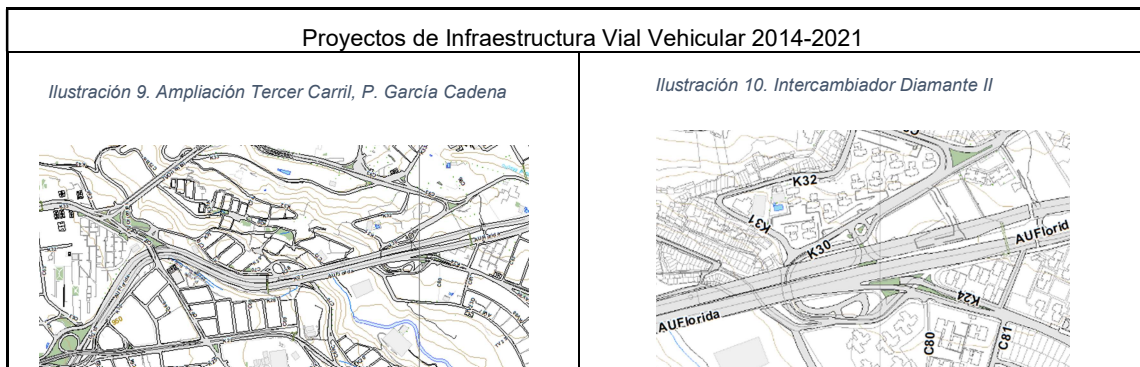 Proyectos de Infraestructura Vial Vehicular 2014-2021
Ilustración 9. Ampliación Tercer Carril, P. García Cadena
Ilustración 10. Intercambiador Diamante II
K32
K31
K30
AUFlorid
AUFlorida
K24
C80
C81